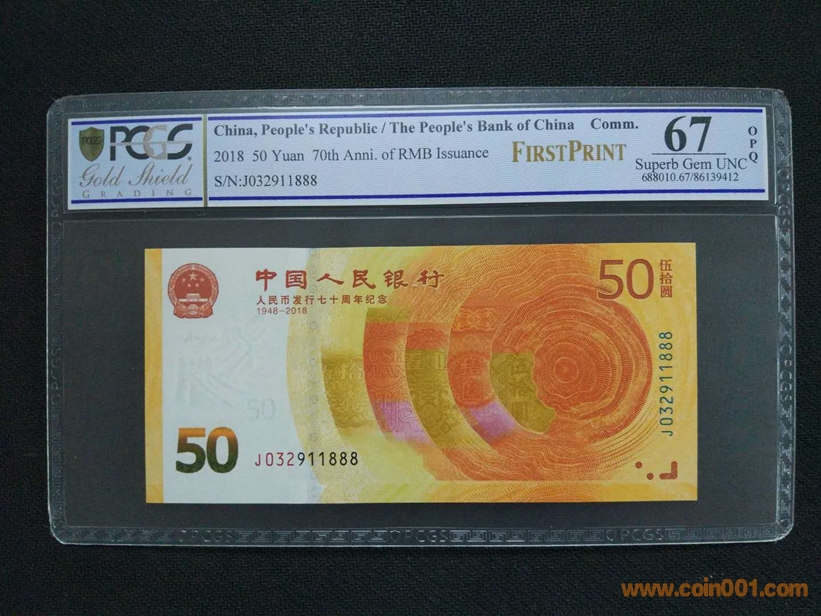 PCGS
Gold Shield
GRADING
China, People's Republic / The People's Bank of China Comm.
2018 50 Yuan 70th Anni. of RMB Issuance
S/N:J032911888
FIRSTPRINT
67
Superb Gem UNC
688010.67/86139412
OPQ
中国人民银行
人民币发行七十周年纪念
1948-2018
50
伍拾圆
J032911888
50
50
J032911888
www.coin001.com